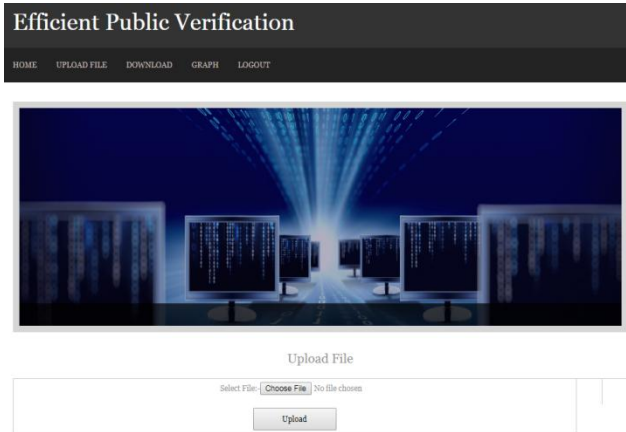 Efficient Public Verification
HOME UPLOAD FILE DOWNLOAD GRAPH LOGOUT
Upload File
Select File:- Choose File No file chosen
Upload